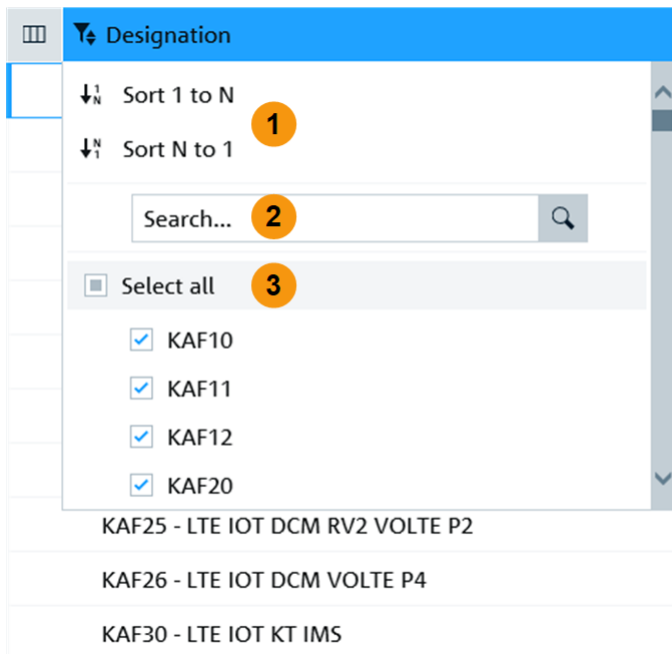 Designation
Sort 1 to N
1
Sort N to 1
Search... 2
Select all 3
KAF10
KAF11
KAF12
KAF20
KAF25 - LTE IOT DCM RV2 VOLTE P2
KAF26 - LTE IOT DCM VOLTE P4
KAF30 - LTE IOT KT IMS